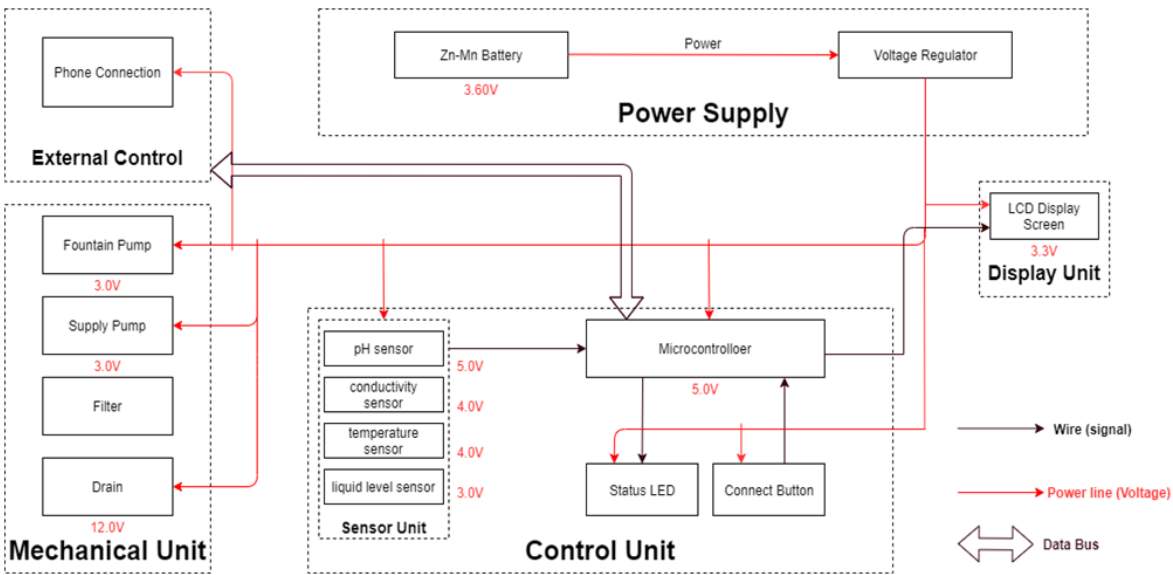 Phone Connection
External Control
Zn-Mn Battery
3.60V
Power
Voltage Regulator
Power Supply
LCD Display
Screen
3.3V
Display Unit
Fountain Pump
3.0V
Supply Pump
3.0V
Filter
Drain
12.0V
Mechanical Unit
pH sensor
5.0V
conductivity
sensor
4.0V
temperature
sensor
4.0V
liquid level sensor
3.0V
Sensor Unit
Microcontrolloer
5.0V
Status LED
Connect Button
Control Unit
Wire (signal)
Power line (Voltage)
Data Bus